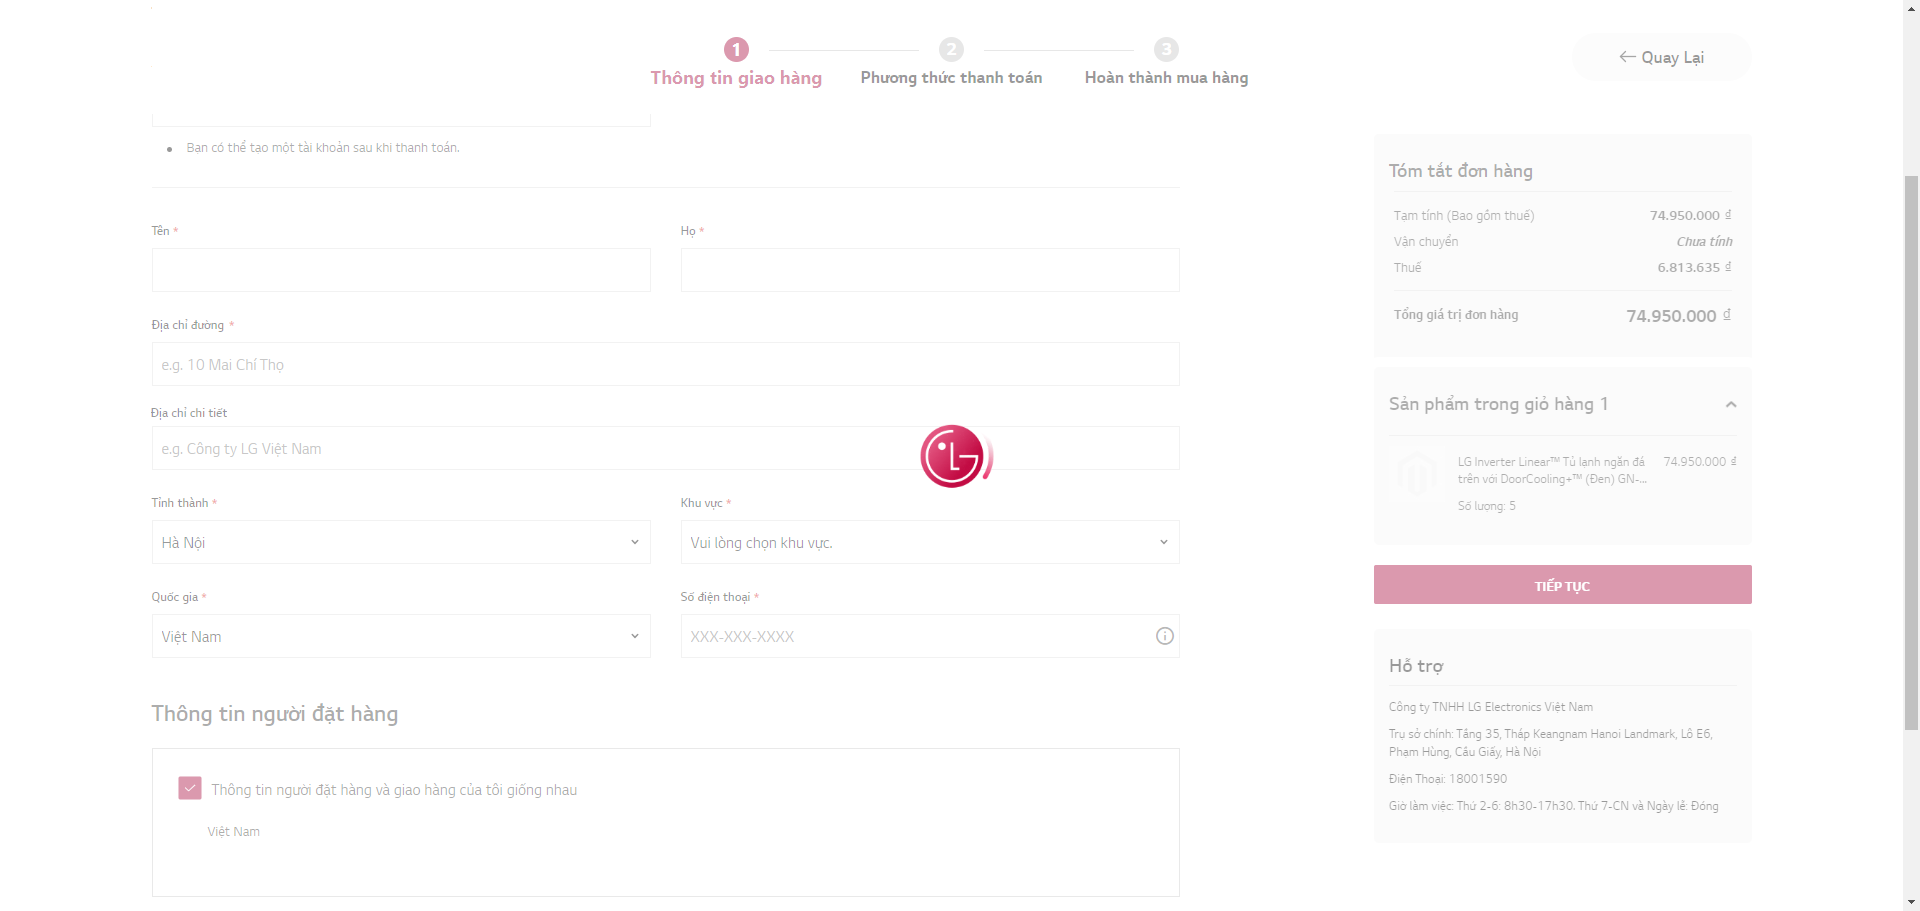 1
2
3
Thông tin giao hàng
Phương thức thanh toán
Hoàn thành mua hàng
Quay Lại
Bạn có thể tạo một tài khoản sau khi thanh toán.
Tên *
Họ *
Địa chỉ đường *
e.g. 10 Mai Chí Thọ
Địa chỉ chi tiết
e.g. Công ty LG Việt Nam
Tỉnh thành *
Khu vực *
Hà Nội
Vui lòng chọn khu vực.
Quốc gia *
Số điện thoại *
Việt Nam
XXX-XXX-XXXX
Thông tin người đặt hàng
Thông tin người đặt hàng và giao hàng của tôi giống nhau
Việt Nam
LG
Tóm tắt đơn hàng
Tạm tính (Bao gồm thuế) 74.950.000 ₫
Vận chuyển Chưa tính
Thuế 6.813.635 ₫
Tổng giá trị đơn hàng 74.950.000 ₫
Sản phẩm trong giỏ hàng 1
LG Inverter Linear™ Tủ lạnh ngăn đá 74.950.000 ₫
trên với DoorCooling+™ (Đen) GN-...
Số lượng: 5
TIẾP TỤC
Hỗ trợ
Công ty TNHH LG Electronics Việt Nam
Trụ sở chính: Tầng 35, Tháp Keangnam Hanoi Landmark, Lô E6,
Phạm Hùng, Cầu Giấy, Hà Nội
Điện Thoại: 18001590
Giờ làm việc: Thứ 2-6: 8h30-17h30. Thứ 7-CN và Ngày lễ: Đóng